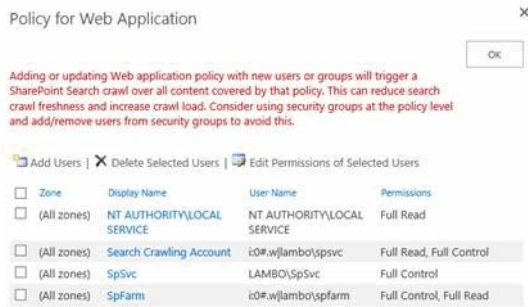 Policy for Web Application
×
OK
Adding or updating Web application policy with new users or groups will trigger a
SharePoint Search crawl over all content covered by that policy. This can reduce search
crawl freshness and increase crawl load. Consider using security groups at the policy level
and add/remove users from security groups to avoid this.
Add Users | Delete Selected Users | Edit Permissions of Selected Users
Zone Display Name User Name Permissions
(All zones) NT AUTHORITY\LOCAL NT AUTHORITY\LOCAL Full Read
SERVICE SERVICE
(All zones) Search Crawling Account i:0#.w|lambo\spsvc Full Read, Full Control
(All zones) SpSvc LAMBO\SpSvc Full Control
(All zones) SpFarm i:0#.w|lambo\spfarm Full Control, Full Read